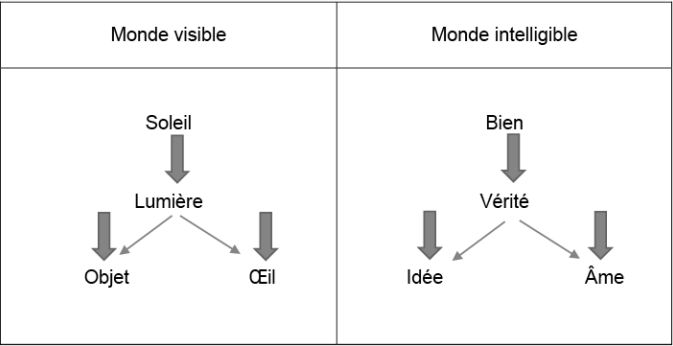 Monde visible
Monde intelligible
Soleil
Bien
Lumière
Vérité
Objet
Œil
Idée
Âme